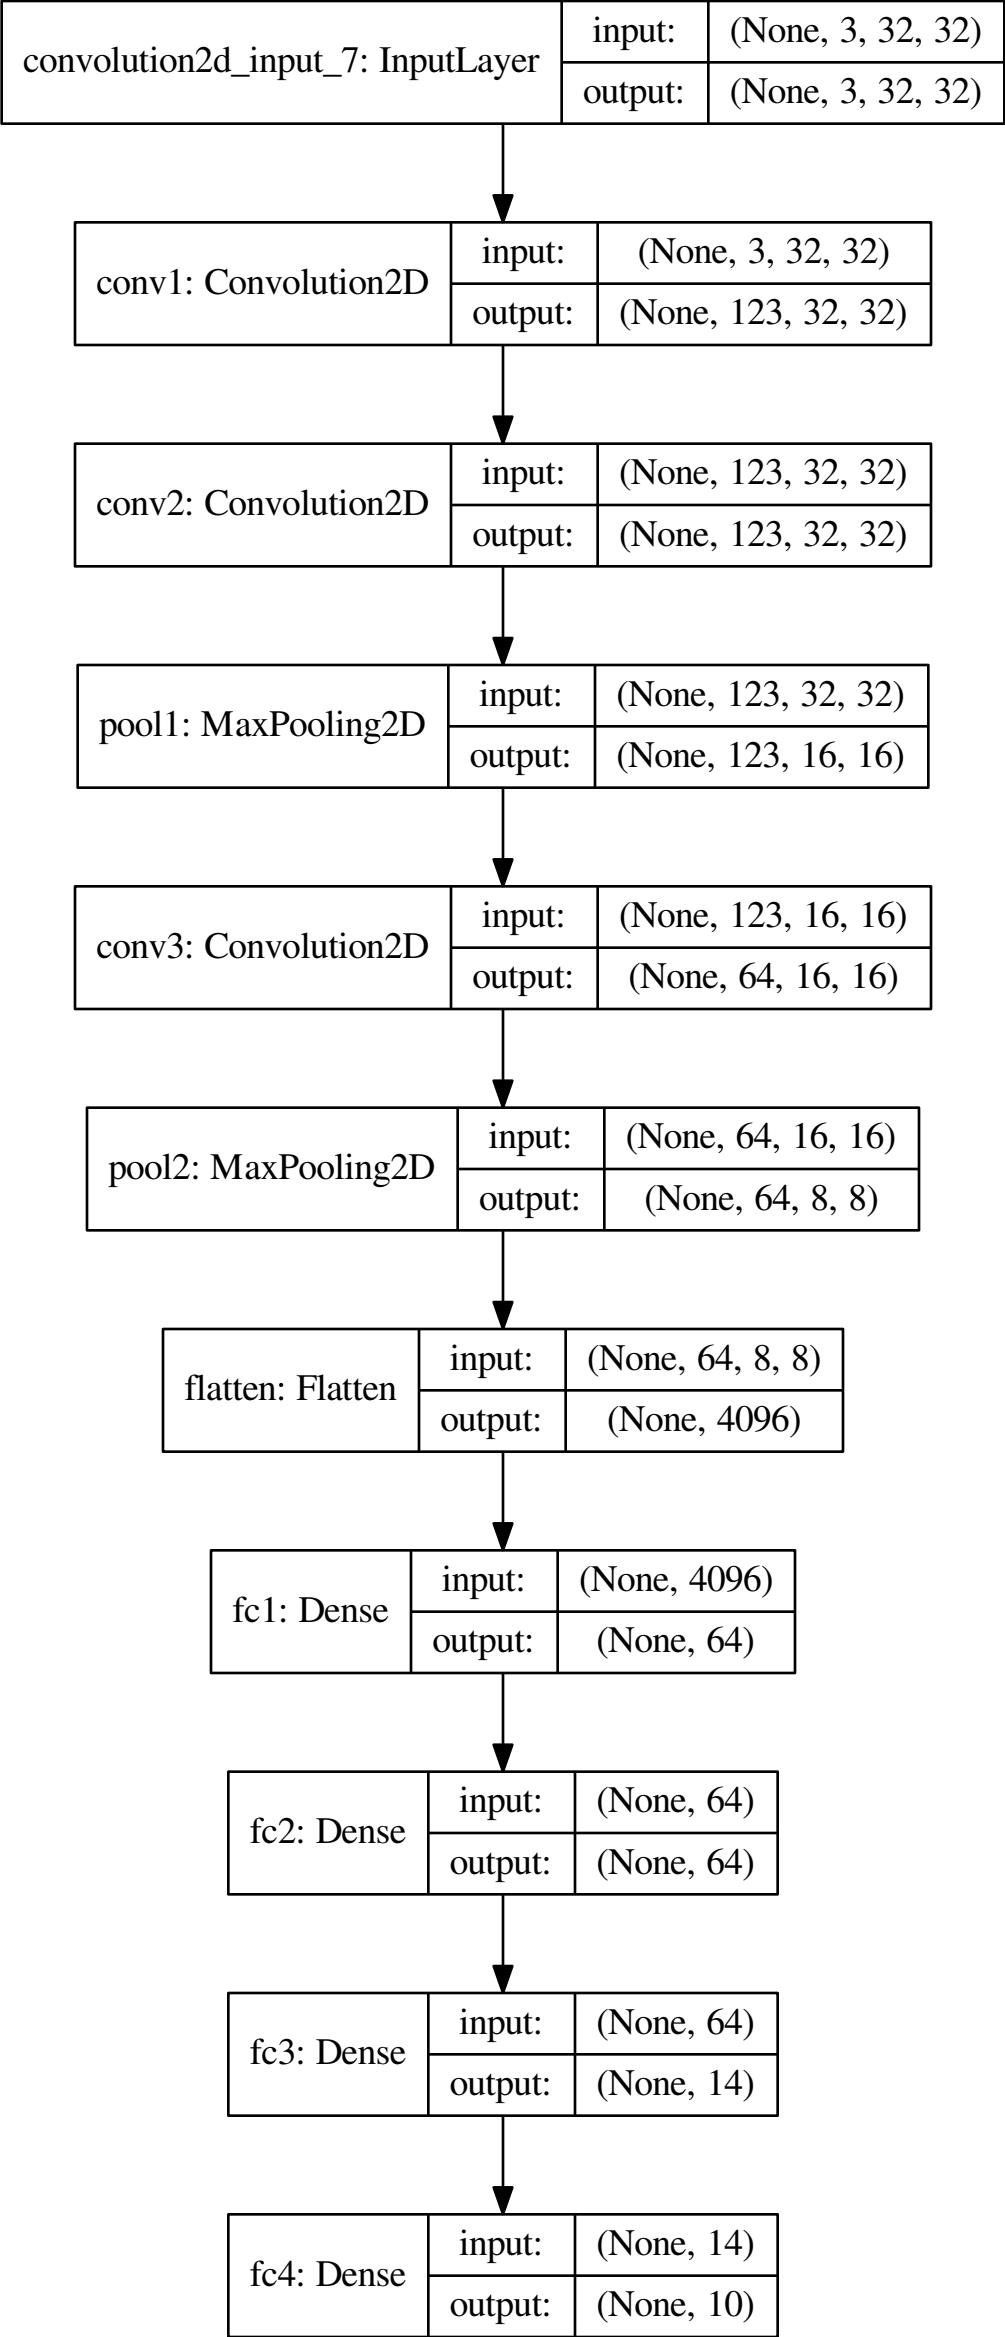 convolution2d_input_7: InputLayer
input: (None, 3, 32, 32)
output: (None, 3, 32, 32)
conv1: Convolution2D
input: (None, 3, 32, 32)
output: (None, 123, 32, 32)
conv2: Convolution2D
input: (None, 123, 32, 32)
output: (None, 123, 32, 32)
pool1: MaxPooling2D
input: (None, 123, 32, 32)
output: (None, 123, 16, 16)
conv3: Convolution2D
input: (None, 123, 16, 16)
output: (None, 64, 16, 16)
pool2: MaxPooling2D
input: (None, 64, 16, 16)
output: (None, 64, 8, 8)
flatten: Flatten
input: (None, 64, 8, 8)
output: (None, 4096)
fc1: Dense
input: (None, 4096)
output: (None, 64)
fc2: Dense
input: (None, 64)
output: (None, 64)
fc3: Dense
input: (None, 64)
output: (None, 14)
fc4: Dense
input: (None, 14)
output: (None, 10)